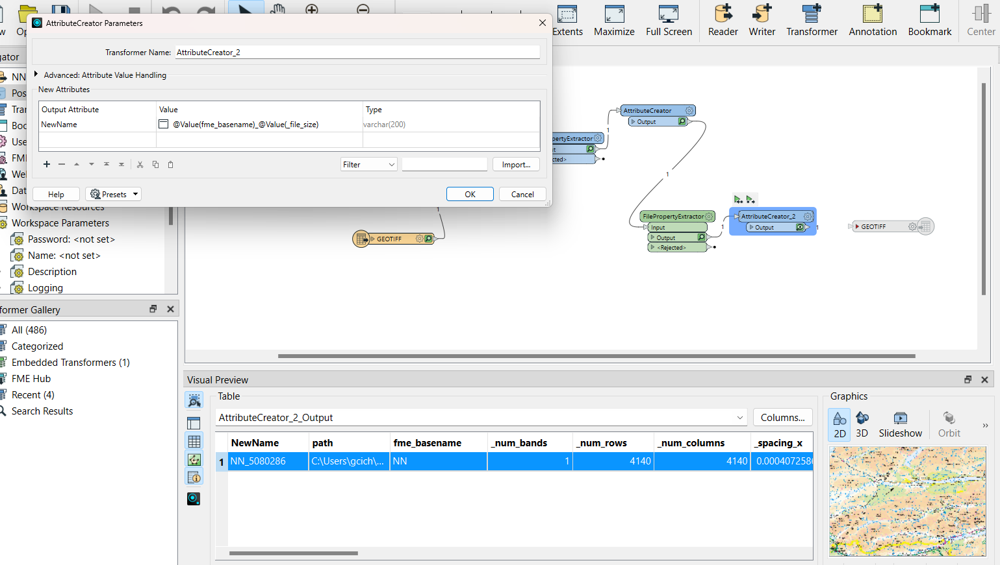 AttributeCreator Parameters
Transformer Name: AttributeCreator_2
Advanced: Attribute Value Handling
New Attributes
Output Attribute Value Type
NewName @Value(fme_basename)_@Value(_file_size) varchar(200)
Filter Import...
Help Presets OK Cancel
w Op
Extents Maximize Full Screen Reader Writer Transformer Annotation Bookmark Center
gator
NN
Pos
Tra
Boo
Use
FM
We
Dat
Workspace Resources
Workspace Parameters
Password: <not set>
Name: <not set>
Description
Logging
former Gallery
All (486)
Categorized
Embedded Transformers (1)
FME Hub
Recent (4)
Search Results
AttributeCreator
Output
1
pertyExtractor
t
cted>
1
1
GEOTIFF
FilePropertyExtractor
Input
Output
<Rejected>
1
AttributeCreator_2
Output
1
GEOTIFF
Visual Preview
Table
AttributeCreator_2_Output Columns...
NewName path fme_basename _num_bands _num_rows _num_columns _spacing_x
1 NN_5080286 C:\Users\gcich\... NN 1 4140 4140 0.000407258
Graphics
2D 3D Slideshow Orbit »